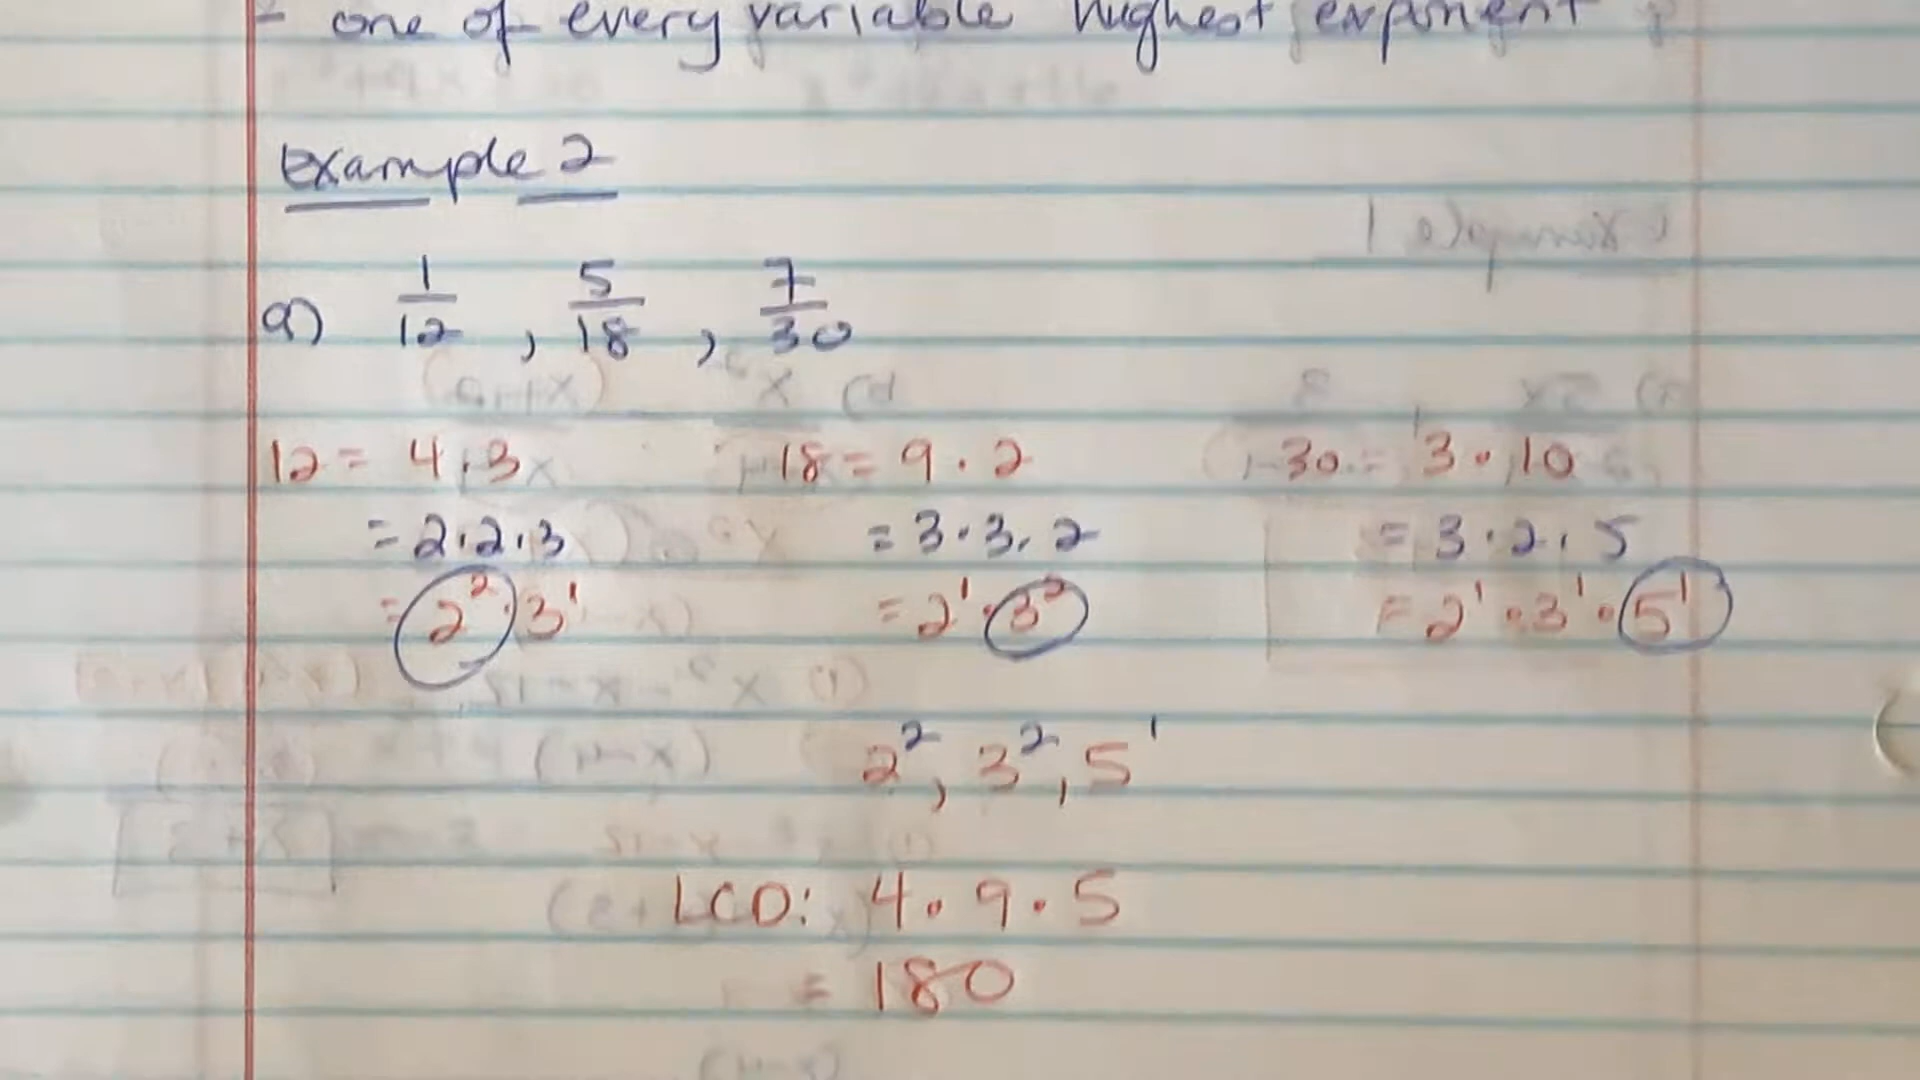 - one of every variable highest exponent
Example 2
a) 1/12 , 5/18 , 7/30
12 = 4.3 18 = 9.2 30 = 3.10
= 2.2.3 = 3.3.2 = 3.2.5
= 2².3¹ = 2¹.3² = 2¹.3¹.5¹
2², 3², 5¹
LCD: 4.9.5
= 180